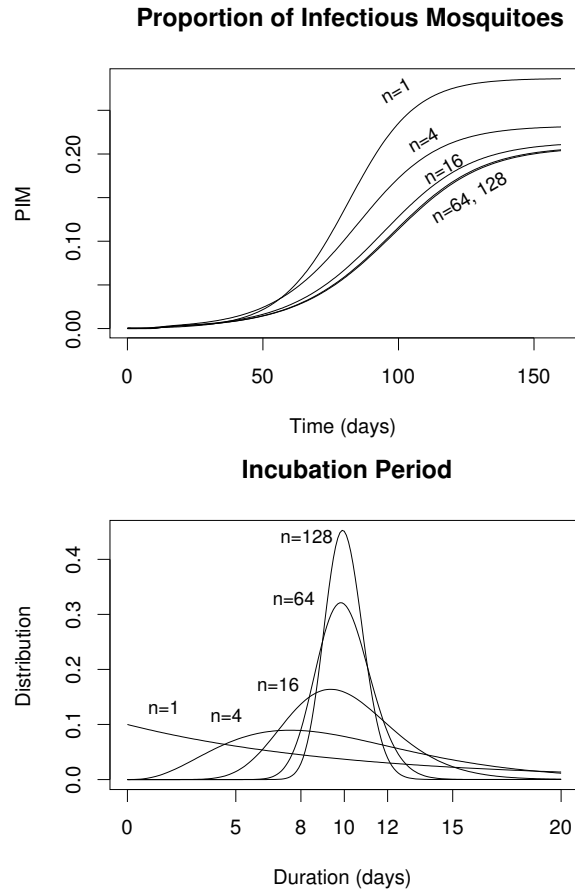 Proportion of Infectious Mosquitoes
n=1
n=4
n=16
n=64, 128
PIM
0.00
0.10
0.20
0
50
100
150
Time (days)
Incubation Period
n=128
n=64
n=16
n=1
n=4
Distribution
0.0
0.1
0.2
0.3
0.4
0
5
8
10
12
15
20
Duration (days)